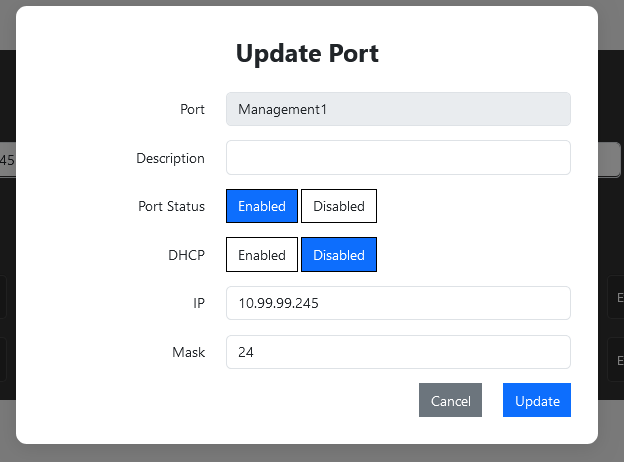 Update Port
Port Management1
Description
45
Port Status Enabled Disabled
DHCP Enabled Disabled
IP 10.99.99.245
E
Mask 24
E
Cancel Update